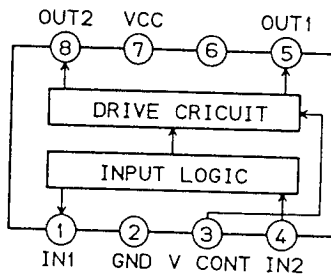 OUT2 VCC OUT1
8 7 6 5
DRIVE CRICUIT
INPUT LOGIC
1 2 3 4
IN1 GND V CONT IN2